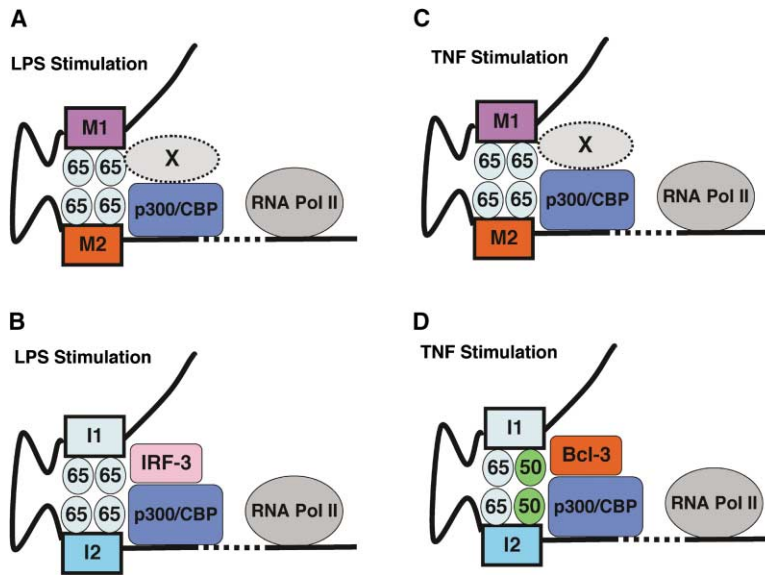 A
LPS Stimulation
M1
65 65
X
65 65
p300/CBP
RNA Pol II
M2
C
TNF Stimulation
M1
65 65
X
65 65
p300/CBP
RNA Pol II
M2
B
LPS Stimulation
I1
IRF-3
65 65
65 65
p300/CBP
RNA Pol II
I2
D
TNF Stimulation
I1
Bcl-3
65 50
65 50
p300/CBP
RNA Pol II
I2